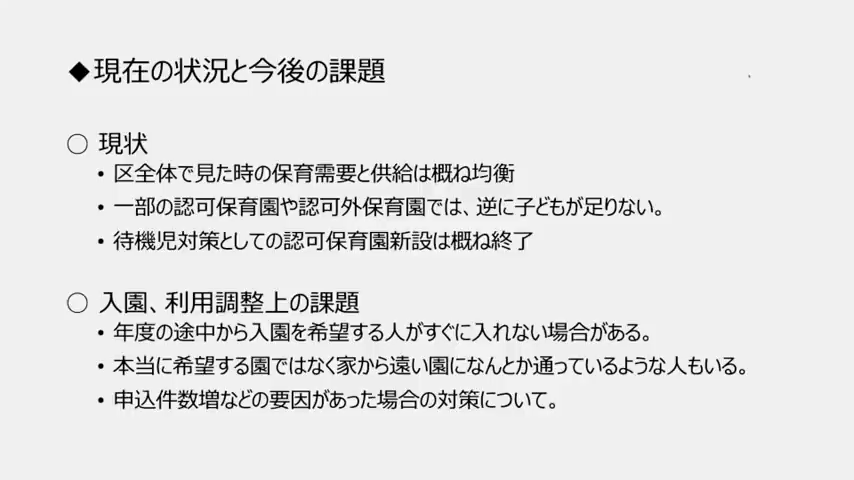 ◆現在の状況と今後の課題
○ 現状
• 区全体で見た時の保育需要と供給は概ね均衡
• 一部の認可保育園や認可外保育園では、逆に子どもが足りない。
• 待機児対策としての認可保育園新設は概ね終了
○ 入園、利用調整上の課題
• 年度の途中から入園を希望する人がすぐに入れない場合がある。
• 本当に希望する園ではなく家から遠い園になんとか通っているような人もいる。
• 申込件数増などの要因があった場合の対策について。